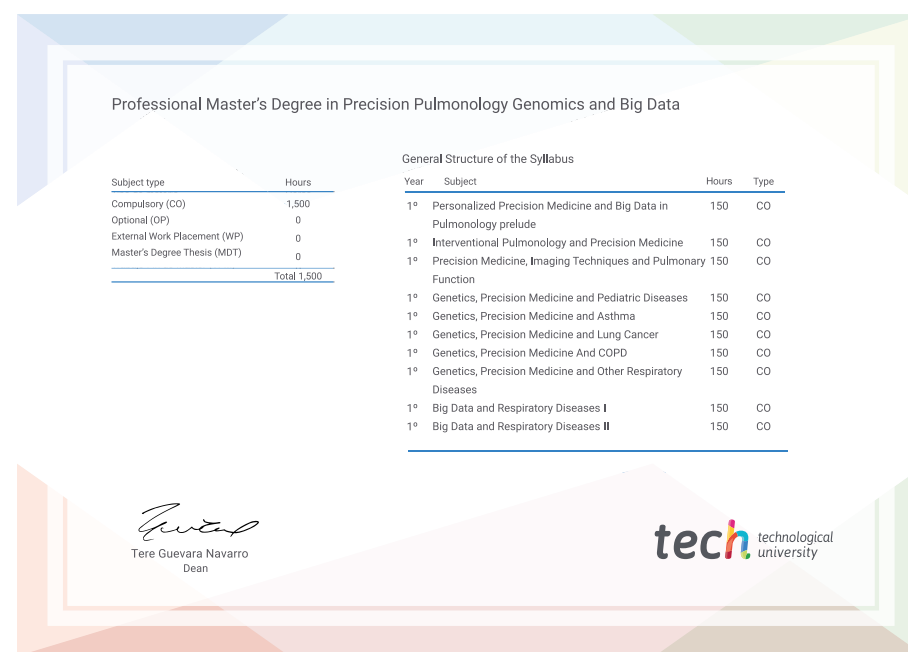 Professional Master's Degree in Precision Pulmonology Genomics and Big Data
Subject type Hours
Compulsory (CO) 1,500
Optional (OP) 0
External Work Placement (WP) 0
Master's Degree Thesis (MDT) 0
Total 1,500
General Structure of the Syllabus
Year Subject Hours Type
1º Personalized Precision Medicine and Big Data in 150 CO
Pulmonology prelude
1º Interventional Pulmonology and Precision Medicine 150 CO
1º Precision Medicine, Imaging Techniques and Pulmonary 150 CO
Function
1º Genetics, Precision Medicine and Pediatric Diseases 150 CO
1º Genetics, Precision Medicine and Asthma 150 CO
1º Genetics, Precision Medicine and Lung Cancer 150 CO
1º Genetics, Precision Medicine And COPD 150 CO
1º Genetics, Precision Medicine and Other Respiratory 150 CO
Diseases
1º Big Data and Respiratory Diseases I 150 CO
1º Big Data and Respiratory Diseases II 150 CO
Tere Guevara Navarro
Dean
tech technological
university